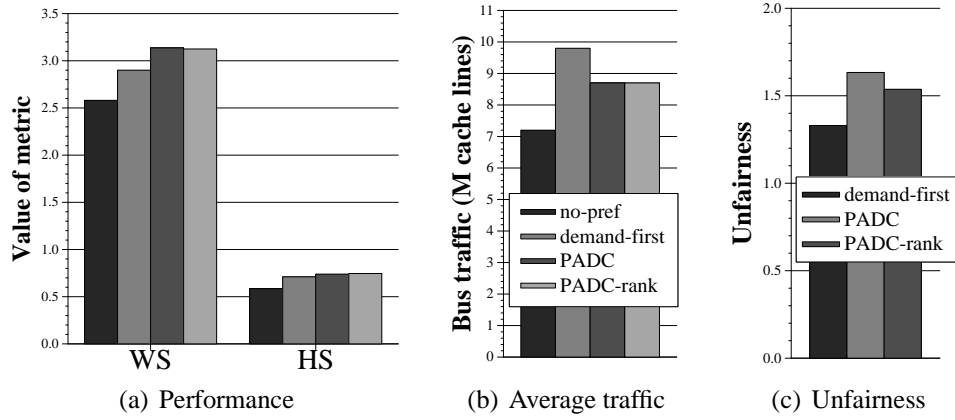 Value of metric
3.5
3.0
2.5
2.0
1.5
1.0
0.5
0.0
WS
HS
(a) Performance
Bus traffic (M cache lines)
11
10
9
8
7
6
5
4
3
2
1
0
no-pref
demand-first
PADC
PADC-rank
(b) Average traffic
Unfairness
2.0
1.5
1.0
0.5
0.0
demand-first
PADC
PADC-rank
(c) Unfairness